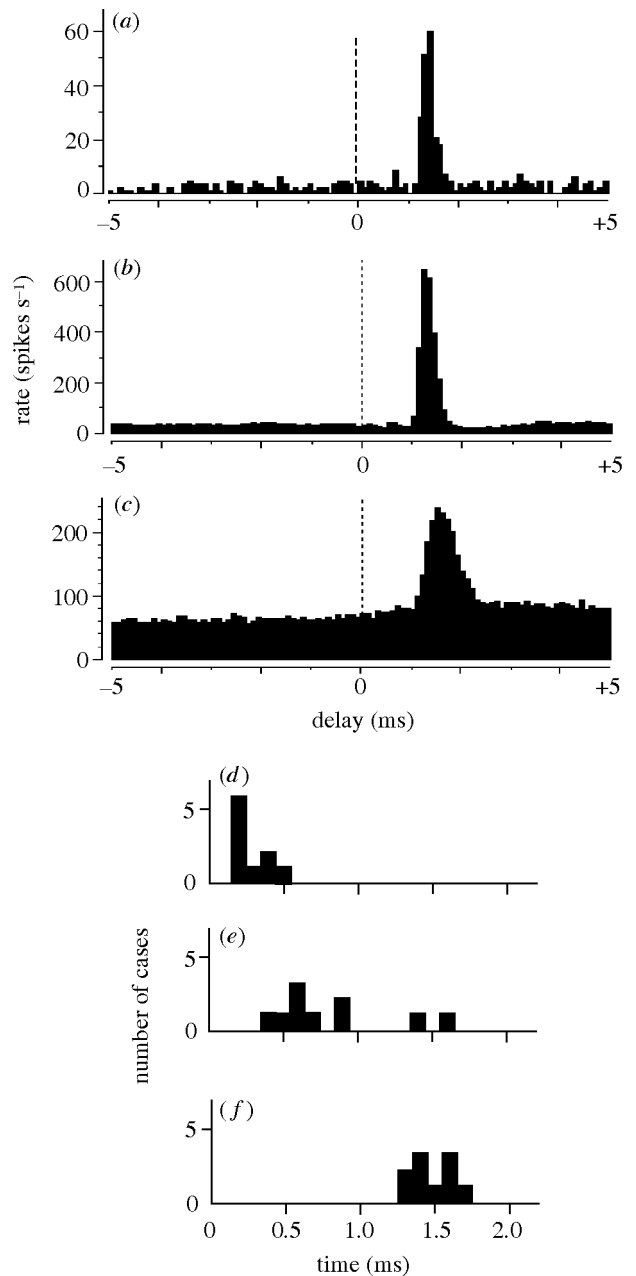 (a)
60
40
20
0
–5 0 +5
(b)
600
400
200
0
–5 0 +5
rate (spikes s–1)
(c)
200
100
0
–5 0 +5
delay (ms)
(d)
5
0
(e)
5
0
number of cases
(f)
5
0
0 0.5 1.0 1.5 2.0
time (ms)